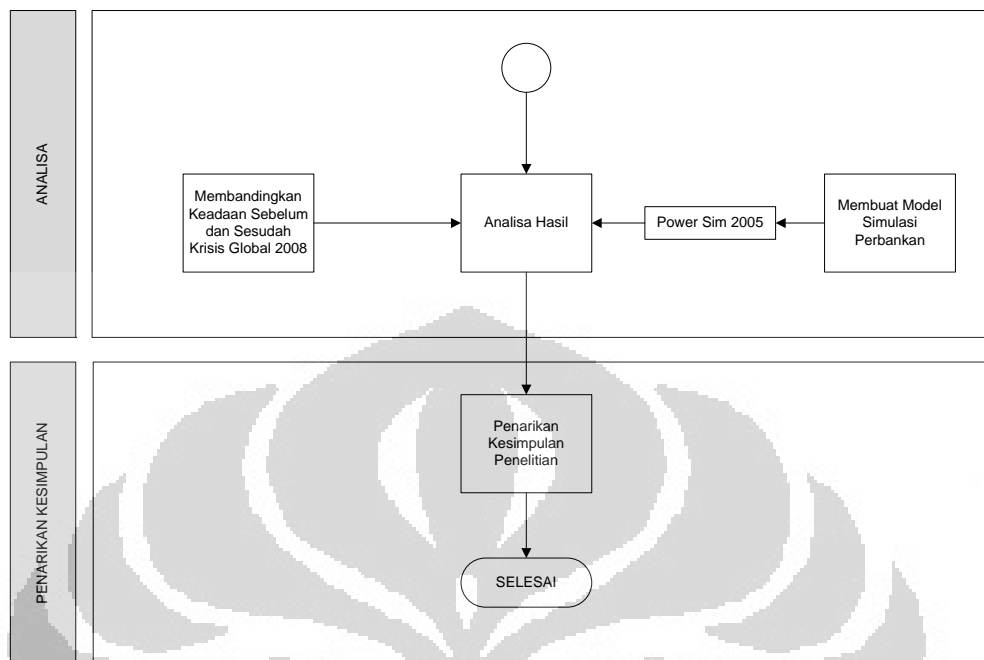 ANALISA
Membandingkan
Keadaan Sebelum
dan Sesudah
Krisis Global 2008
Analisa Hasil
Power Sim 2005
Membuat Model
Simulasi
Perbankan
PENARIKAN KESIMPULAN
Penarikan
Kesimpulan
Penelitian
SELESAI